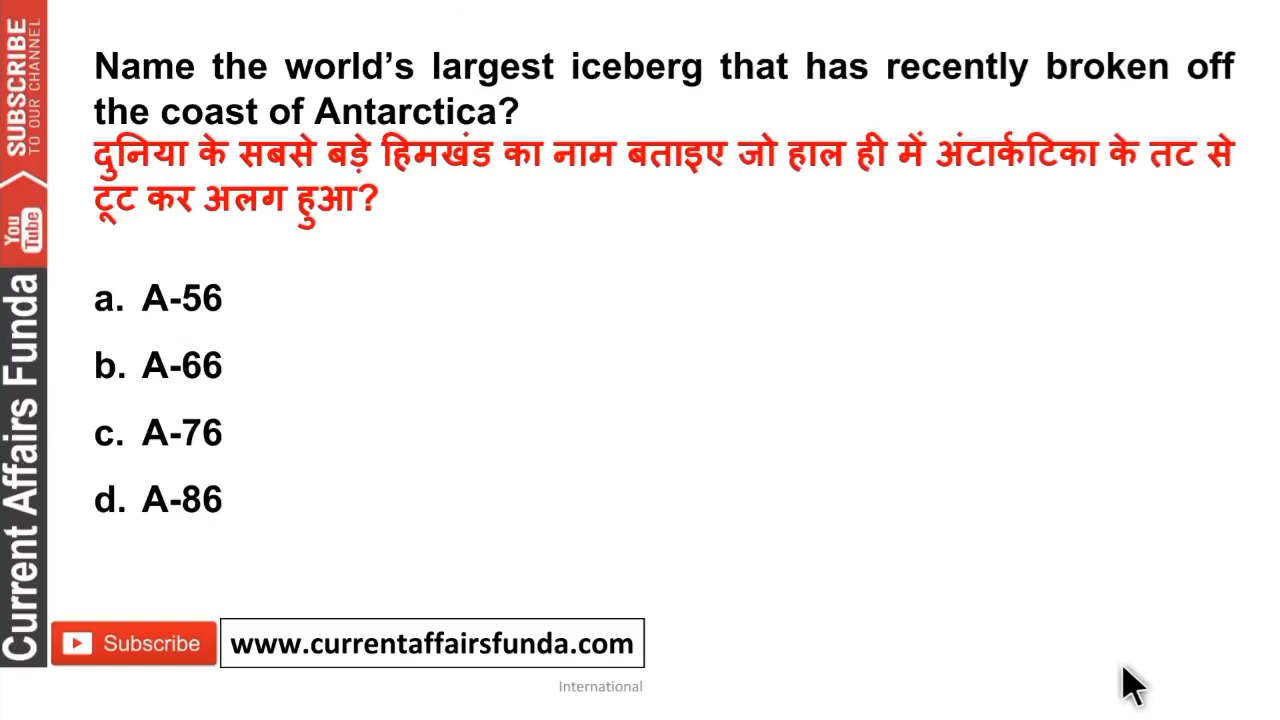 Name the world’s largest iceberg that has recently broken off
the coast of Antarctica?
दुनिया के सबसे बड़े हिमखंड का नाम बताइए जो हाल ही में अंटार्कटिका के तट से
टूट कर अलग हुआ?
a. A-56
b. A-66
c. A-76
d. A-86
SUBSCRIBE
TO OUR CHANNEL
You
Tube
Current Affairs Funda
Subscribe
www.currentaffairsfunda.com
International